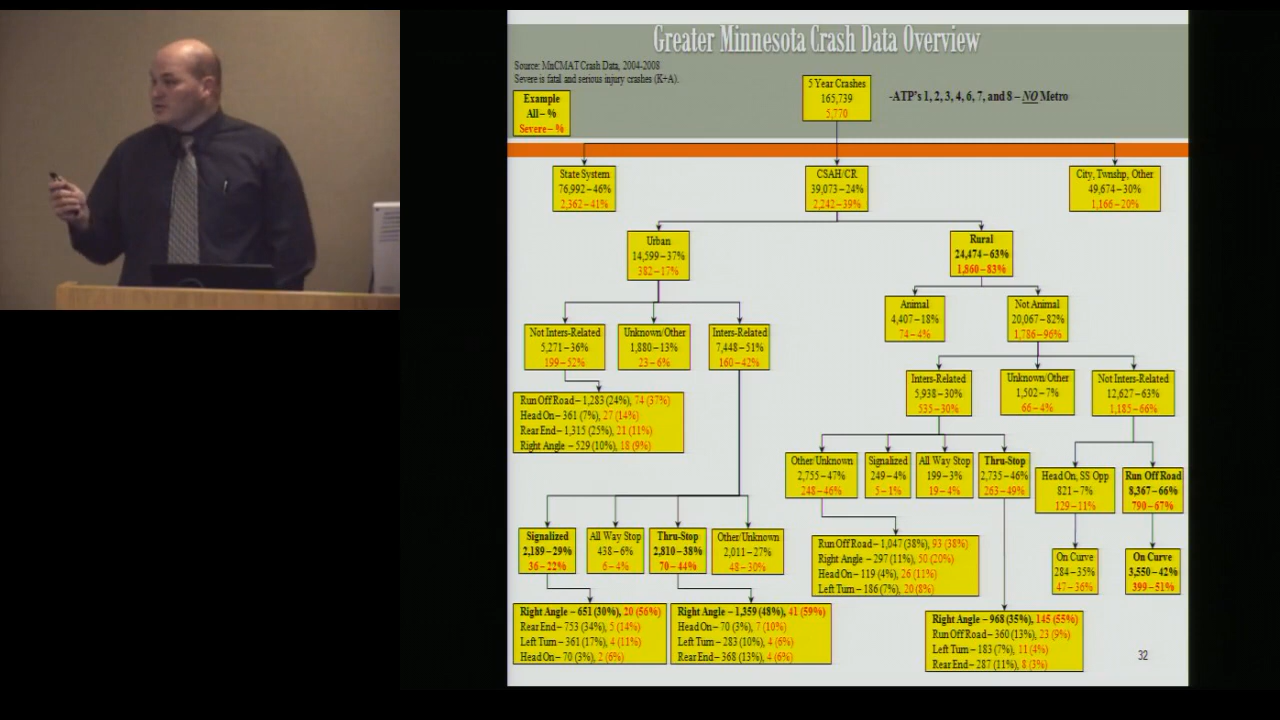 Greater Minnesota Crash Data Overview
Source: MnCMAT Crash Data, 2004-2008
Severe is fatal and serious injury crashes (K+A).
Example
All – %
Severe – %
5 Year Crashes
165,739
5,770
-ATP's 1, 2, 3, 4, 6, 7, and 8 – NO Metro
State System
76,992–46%
2,362–41%
CSAH/CR
39,073–24%
2,242–39%
City, Twnshp, Other
49,674–30%
1,166–20%
Urban
14,599–37%
382–17%
Rural
24,474–63%
1,860–83%
Animal
4,407–18%
74–4%
Not Animal
20,067–82%
1,786–96%
Not Inters-Related
5,271–36%
199–52%
Unknown/Other
1,880–13%
23–6%
Inters-Related
7,448–51%
160–42%
Inters-Related
5,938–30%
535–30%
Unknown/Other
1,502–7%
66–4%
Not Inters-Related
12,627–63%
1,185–66%
Run Off Road – 1,283 (24%), 74 (37%)
Head On – 361 (7%), 27 (14%)
Rear End – 1,315 (25%), 21 (11%)
Right Angle – 529 (10%), 18 (9%)
Other/Unknown
2,755–47%
248–46%
Signalized
249–4%
5–1%
All Way Stop
199–3%
19–4%
Thru-Stop
2,735–46%
263–49%
Head On, SS Opp
821–7%
129–11%
Run Off Road
8,367–66%
790–67%
Signalized
2,189–29%
36–22%
All Way Stop
438–6%
6–4%
Thru-Stop
2,810–38%
70–44%
Other/Unknown
2,011–27%
48–30%
Run Off Road – 1,047 (38%), 93 (38%)
Right Angle – 297 (11%), 50 (20%)
Head On – 119 (4%), 26 (11%)
Left Turn – 186 (7%), 20 (8%)
On Curve
284–35%
47–36%
On Curve
3,550–42%
399–51%
Right Angle – 651 (30%), 20 (56%)
Rear End – 753 (34%), 5 (14%)
Left Turn – 361 (17%), 4 (11%)
Head On – 70 (3%), 2 (6%)
Right Angle – 1,359 (48%), 41 (59%)
Head On – 70 (3%), 7 (10%)
Left Turn – 283 (10%), 4 (6%)
Rear End – 368 (13%), 4 (6%)
Right Angle – 968 (35%), 145 (55%)
Run Off Road – 360 (13%), 23 (9%)
Left Turn – 183 (7%), 11 (4%)
Rear End – 287 (11%), 8 (3%)
32